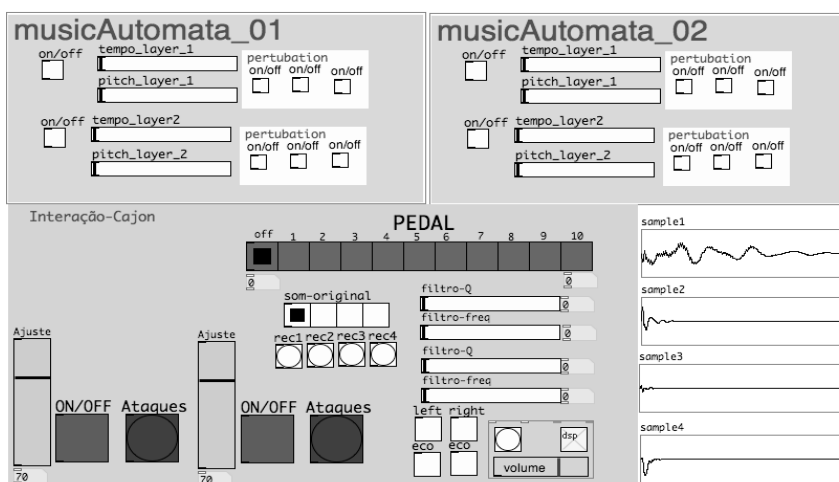 musicAutomata_01
on/off tempo_layer_1 pertubation
on/off on/off on/off
pitch_layer_1
on/off tempo_layer2 pertubation
on/off on/off on/off
pitch_layer_2
musicAutomata_02
on/off tempo_layer_1 pertubation
on/off on/off on/off
pitch_layer_1
on/off tempo_layer2 pertubation
on/off on/off on/off
pitch_layer_2
Interação-Cajon
PEDAL
off 1 2 3 4 5 6 7 8 9 10
0 0
som-original
rec1 rec2 rec3 rec4
filtro-Q
0
filtro-freq
0
filtro-Q
0
filtro-freq
0
Ajuste
ON/OFF Ataques
70
Ajuste
ON/OFF Ataques
70
left right
eco eco
dsp
volume
sample1
sample2
sample3
sample4